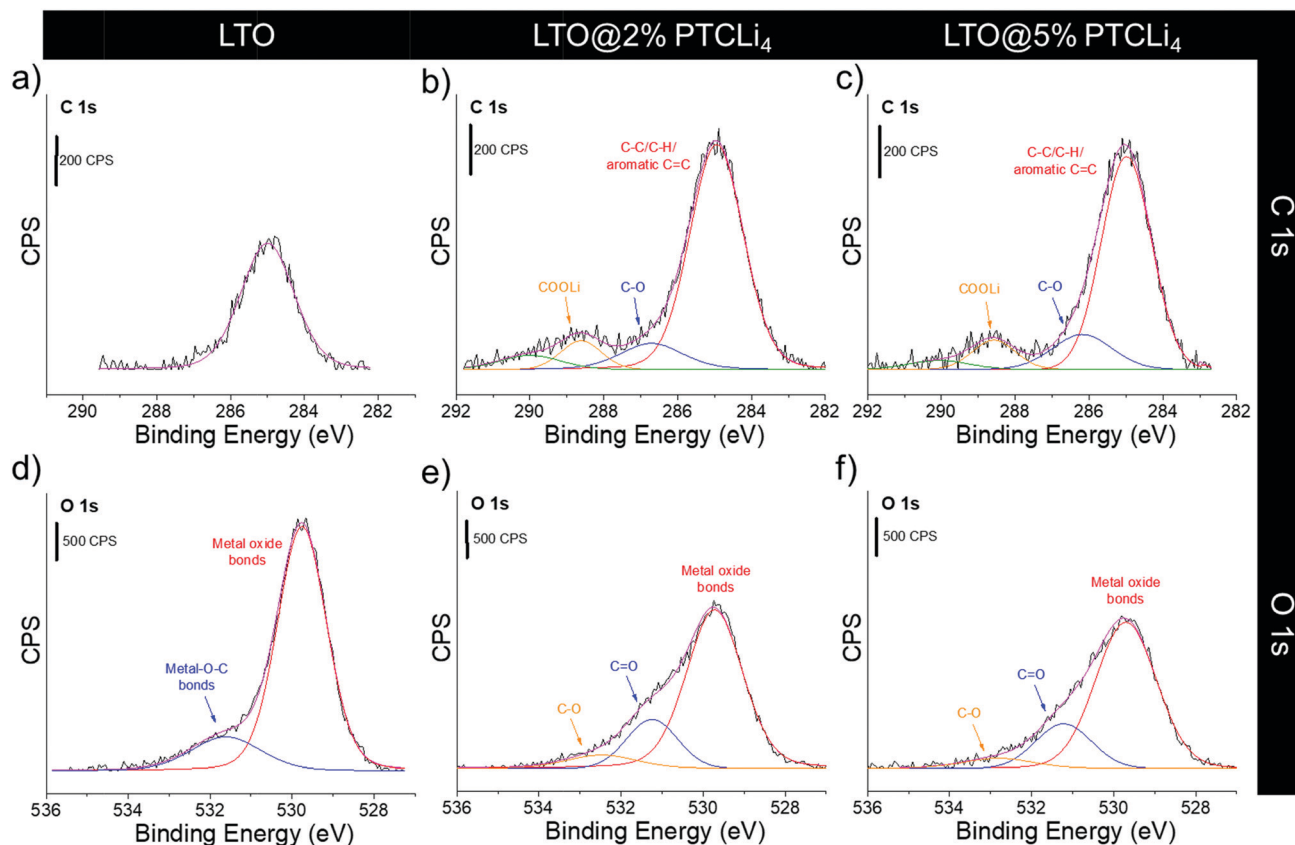 LTO
LTO@2% PTCLi₄
LTO@5% PTCLi₄
a)
C 1s
200 CPS
CPS
290 288 286 284 282
Binding Energy (eV)
b)
C 1s
200 CPS
C-C/C-H/
aromatic C=C
COOLi
C-O
CPS
292 290 288 286 284 282
Binding Energy (eV)
c)
C 1s
200 CPS
C-C/C-H/
aromatic C=C
COOLi
C-O
CPS
292 290 288 286 284 282
Binding Energy (eV)
C 1s
d)
O 1s
500 CPS
Metal oxide
bonds
Metal-O-C
bonds
CPS
536 534 532 530 528
Binding Energy (eV)
e)
O 1s
500 CPS
Metal oxide
bonds
C=O
C-O
CPS
536 534 532 530 528
Binding Energy (eV)
f)
O 1s
500 CPS
Metal oxide
bonds
C=O
C-O
CPS
536 534 532 530 528
Binding Energy (eV)
O 1s